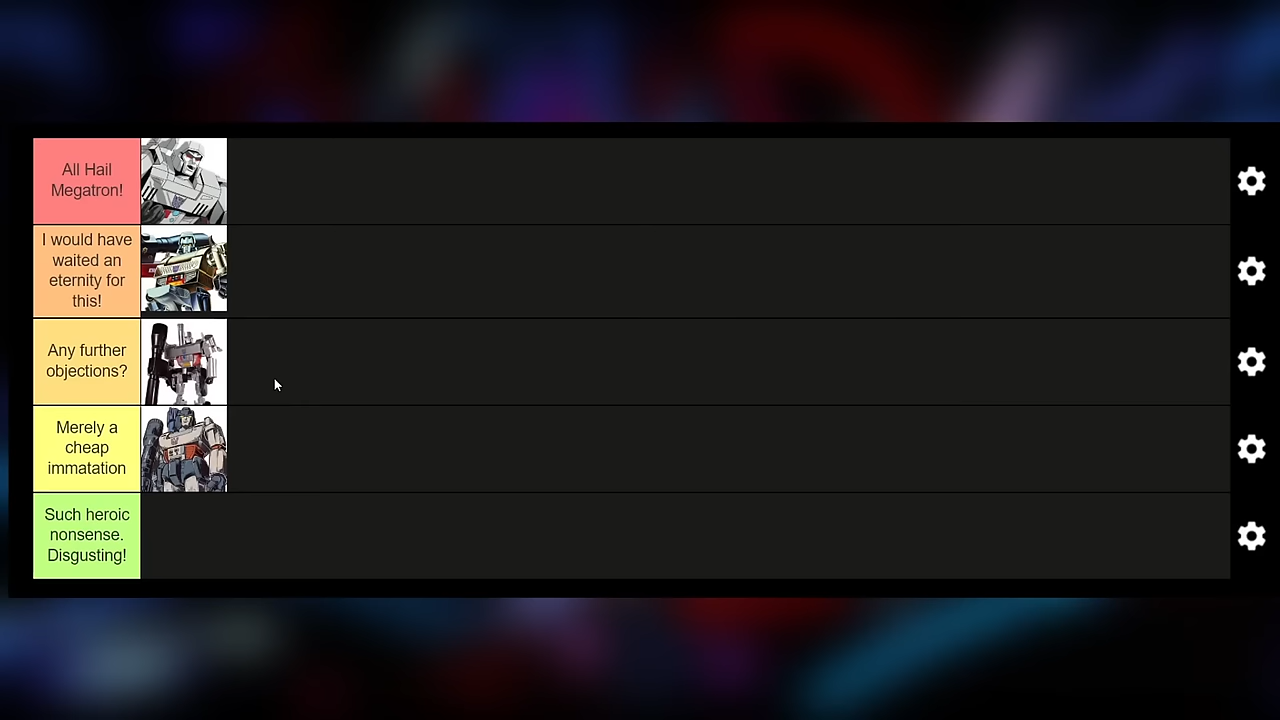 All Hail
Megatron!
I would have
waited an
eternity for
this!
Any further
objections?
Merely a
cheap
immatation
Such heroic
nonsense.
Disgusting!